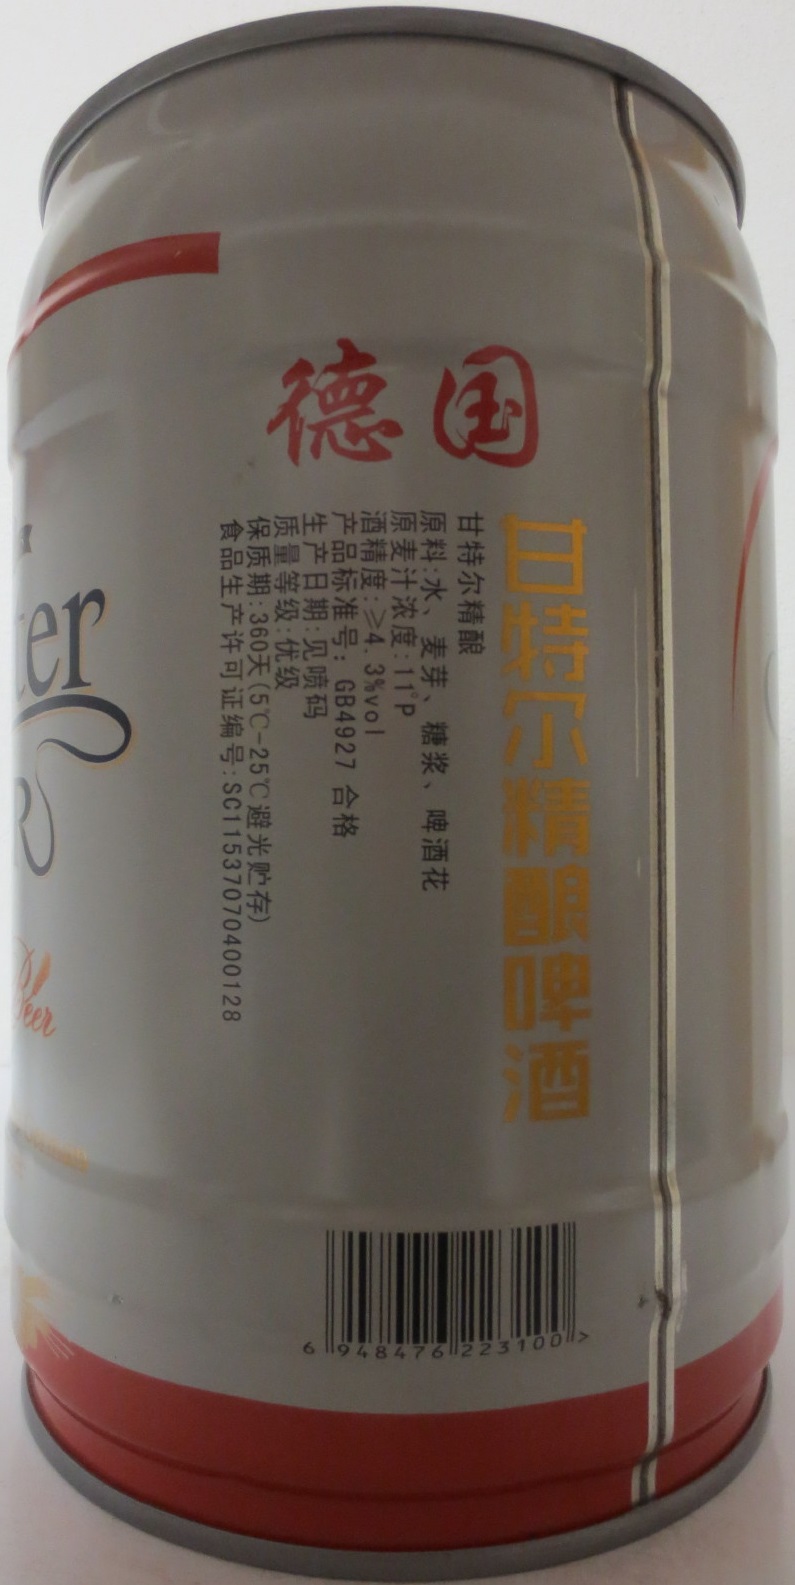 德国
甘特尔精酿啤酒
甘特尔精酿
原料:水、麦芽、糖浆、啤酒花
原麦汁浓度:11°P
酒精度:≥4.3%vol
产品标准号: GB4927 合格
生产日期:见喷码
质量等级:优级
保质期:360天(5℃-25℃避光贮存)
食品生产许可证编号:SC11537070400128
er
R
Beer
6 948476 223100 >